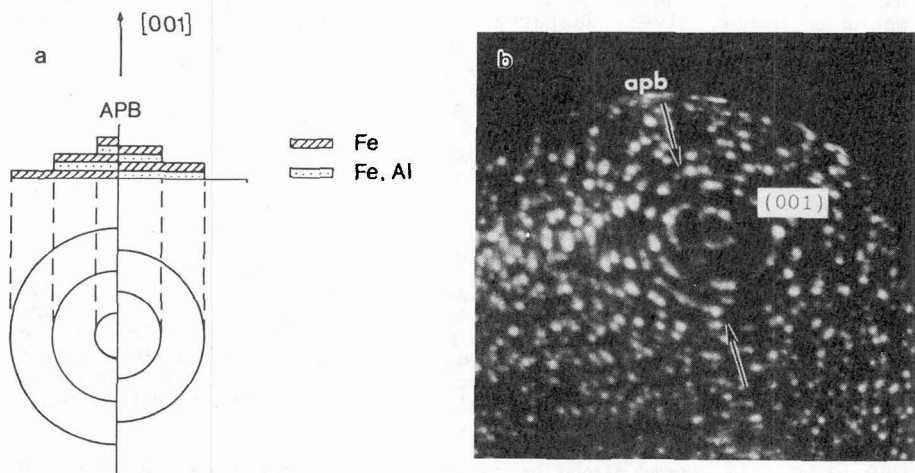 a
[001]
APB
Fe
Fe, Al
b
apb
(001)